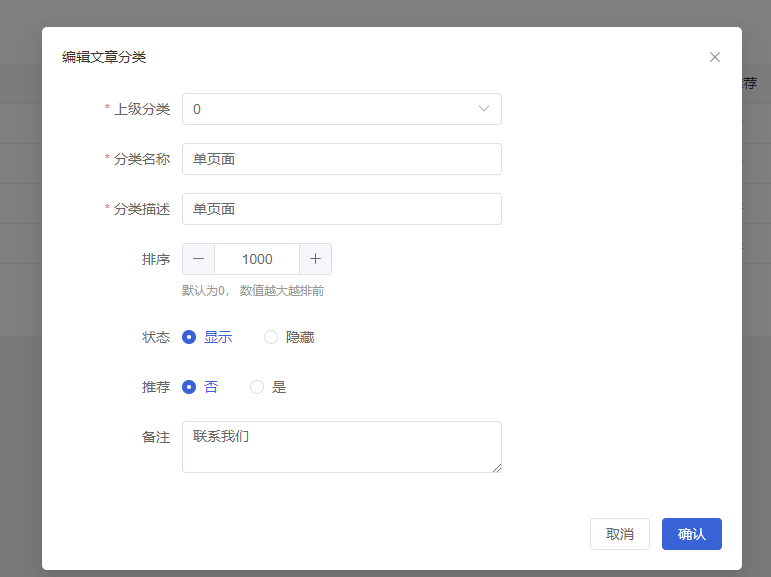 编辑文章分类
荐
* 上级分类 0
* 分类名称 单页面
* 分类描述 单页面
排序 1000
默认为0， 数值越大越排前
状态 显示 隐藏
推荐 否 是
备注 联系我们
取消 确认